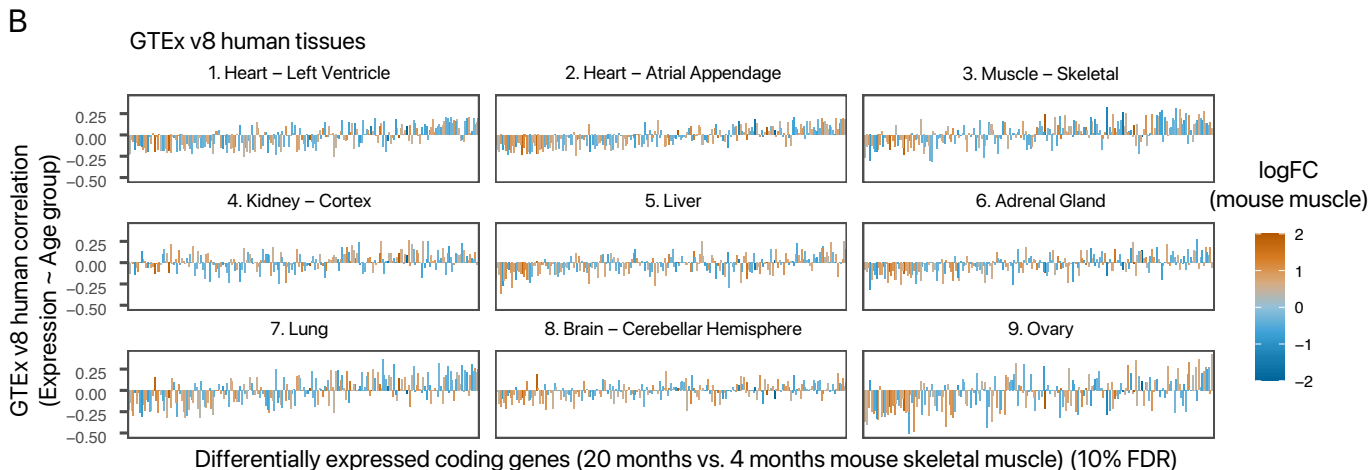 B
GTEx v8 human tissues
1. Heart – Left Ventricle
2. Heart – Atrial Appendage
3. Muscle – Skeletal
0.25
0.00
−0.25
−0.50
4. Kidney – Cortex
5. Liver
6. Adrenal Gland
0.25
0.00
−0.25
−0.50
7. Lung
8. Brain – Cerebellar Hemisphere
9. Ovary
0.25
0.00
−0.25
−0.50
GTEx v8 human correlation
(Expression ~ Age group)
Differentially expressed coding genes (20 months vs. 4 months mouse skeletal muscle) (10% FDR)
logFC
(mouse muscle)
2
1
0
−1
−2